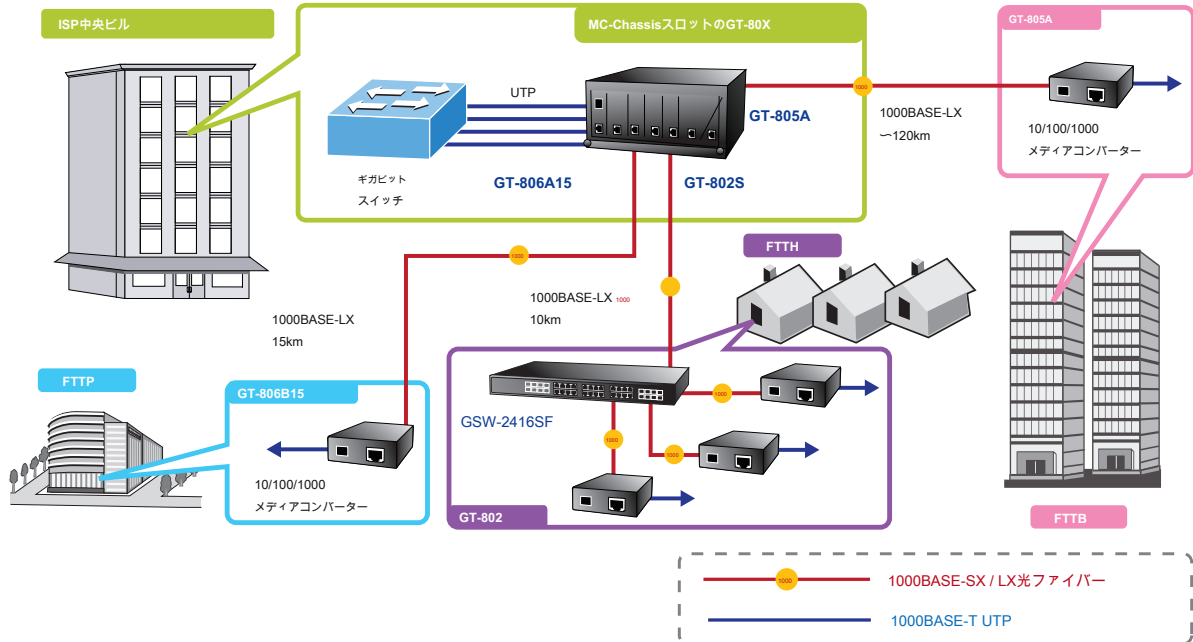 ISP中央ビル
MC-ChassisスロットのGT-80X
GT-805A
UTP
1000
GT-805A
1000BASE-LX
～120km
10/100/1000
メディアコンバーター
ギガビット
スイッチ
GT-806A15
GT-802S
FTTH
1000
1000BASE-LX 1000
10km
1000BASE-LX
15km
FTTP
GT-806B15
10/100/1000
メディアコンバーター
GSW-2416SF
1000
1000
1000
GT-802
FTTB
1000
1000BASE-SX / LX光ファイバー
1000BASE-T UTP